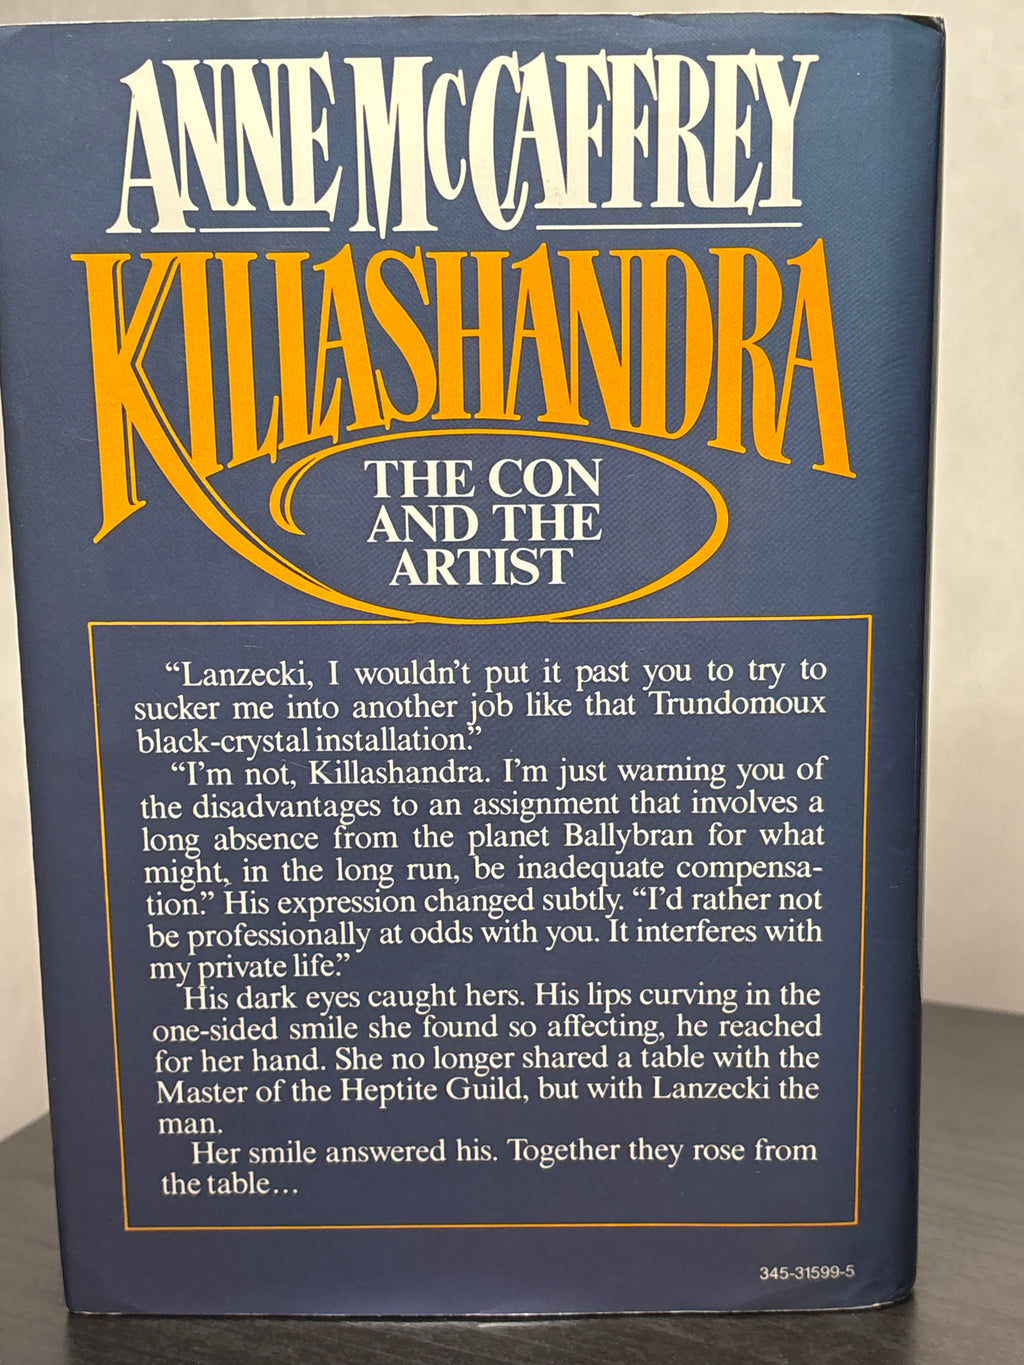 ANNE McCAFFREY
KILLASHANDRA
THE CON
AND THE
ARTIST
“Lanzecki, I wouldn’t put it past you to try to
sucker me into another job like that Trundomoux
black-crystal installation.”
“I’m not, Killashandra. I’m just warning you of
the disadvantages to an assignment that involves a
long absence from the planet Ballybran for what
might, in the long run, be inadequate compensa-
tion.” His expression changed subtly. “I’d rather not
be professionally at odds with you. It interferes with
my private life.”
His dark eyes caught hers. His lips curving in the
one-sided smile she found so affecting, he reached
for her hand. She no longer shared a table with the
Master of the Heptite Guild, but with Lanzecki the
man.
Her smile answered his. Together they rose from
the table...
345-31599-5